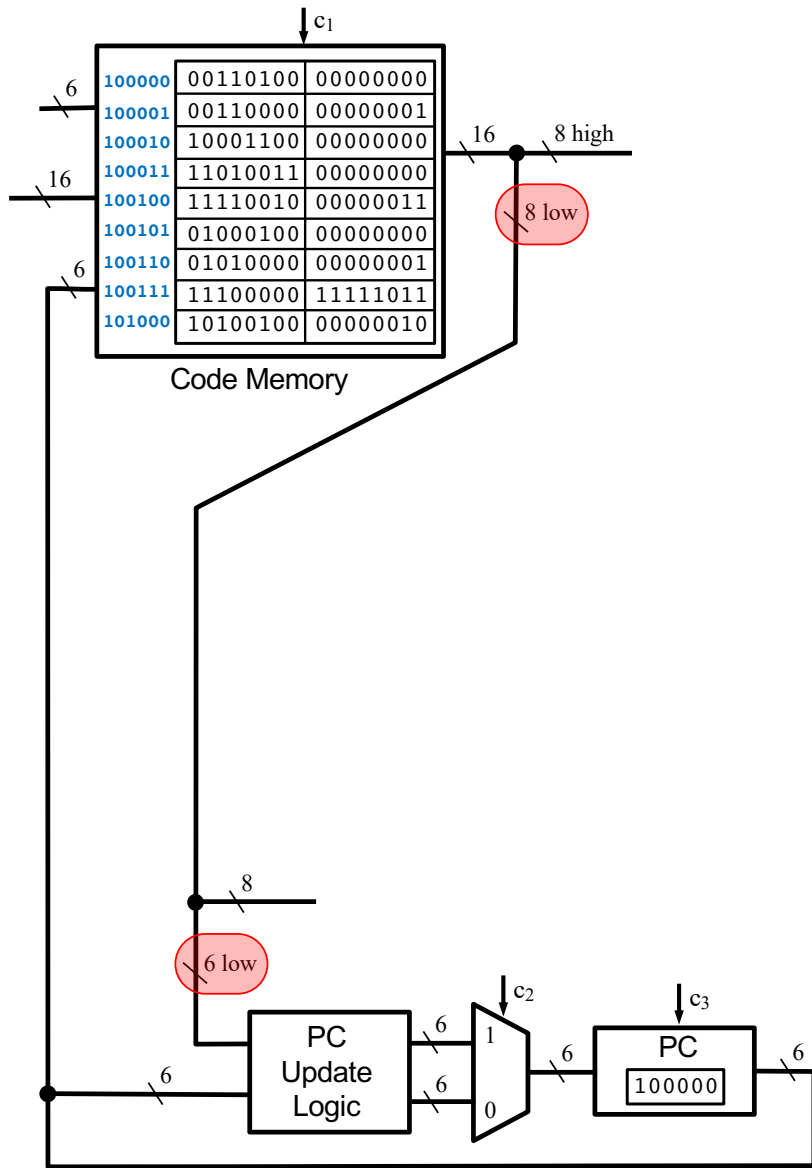 c1
6
100000 00110100 00000000
100001 00110000 00000001
100010 10001100 00000000
16 8 high
100011 11010011 00000000
16
100100 11110010 00000011
8 low
100101 01000100 00000000
6
100110 01010000 00000001
100111 11100000 11111011
101000 10100100 00000010
Code Memory
8
6 low
c2
c3
PC
Update
Logic
6
6
1
0
6
PC
100000
6
6